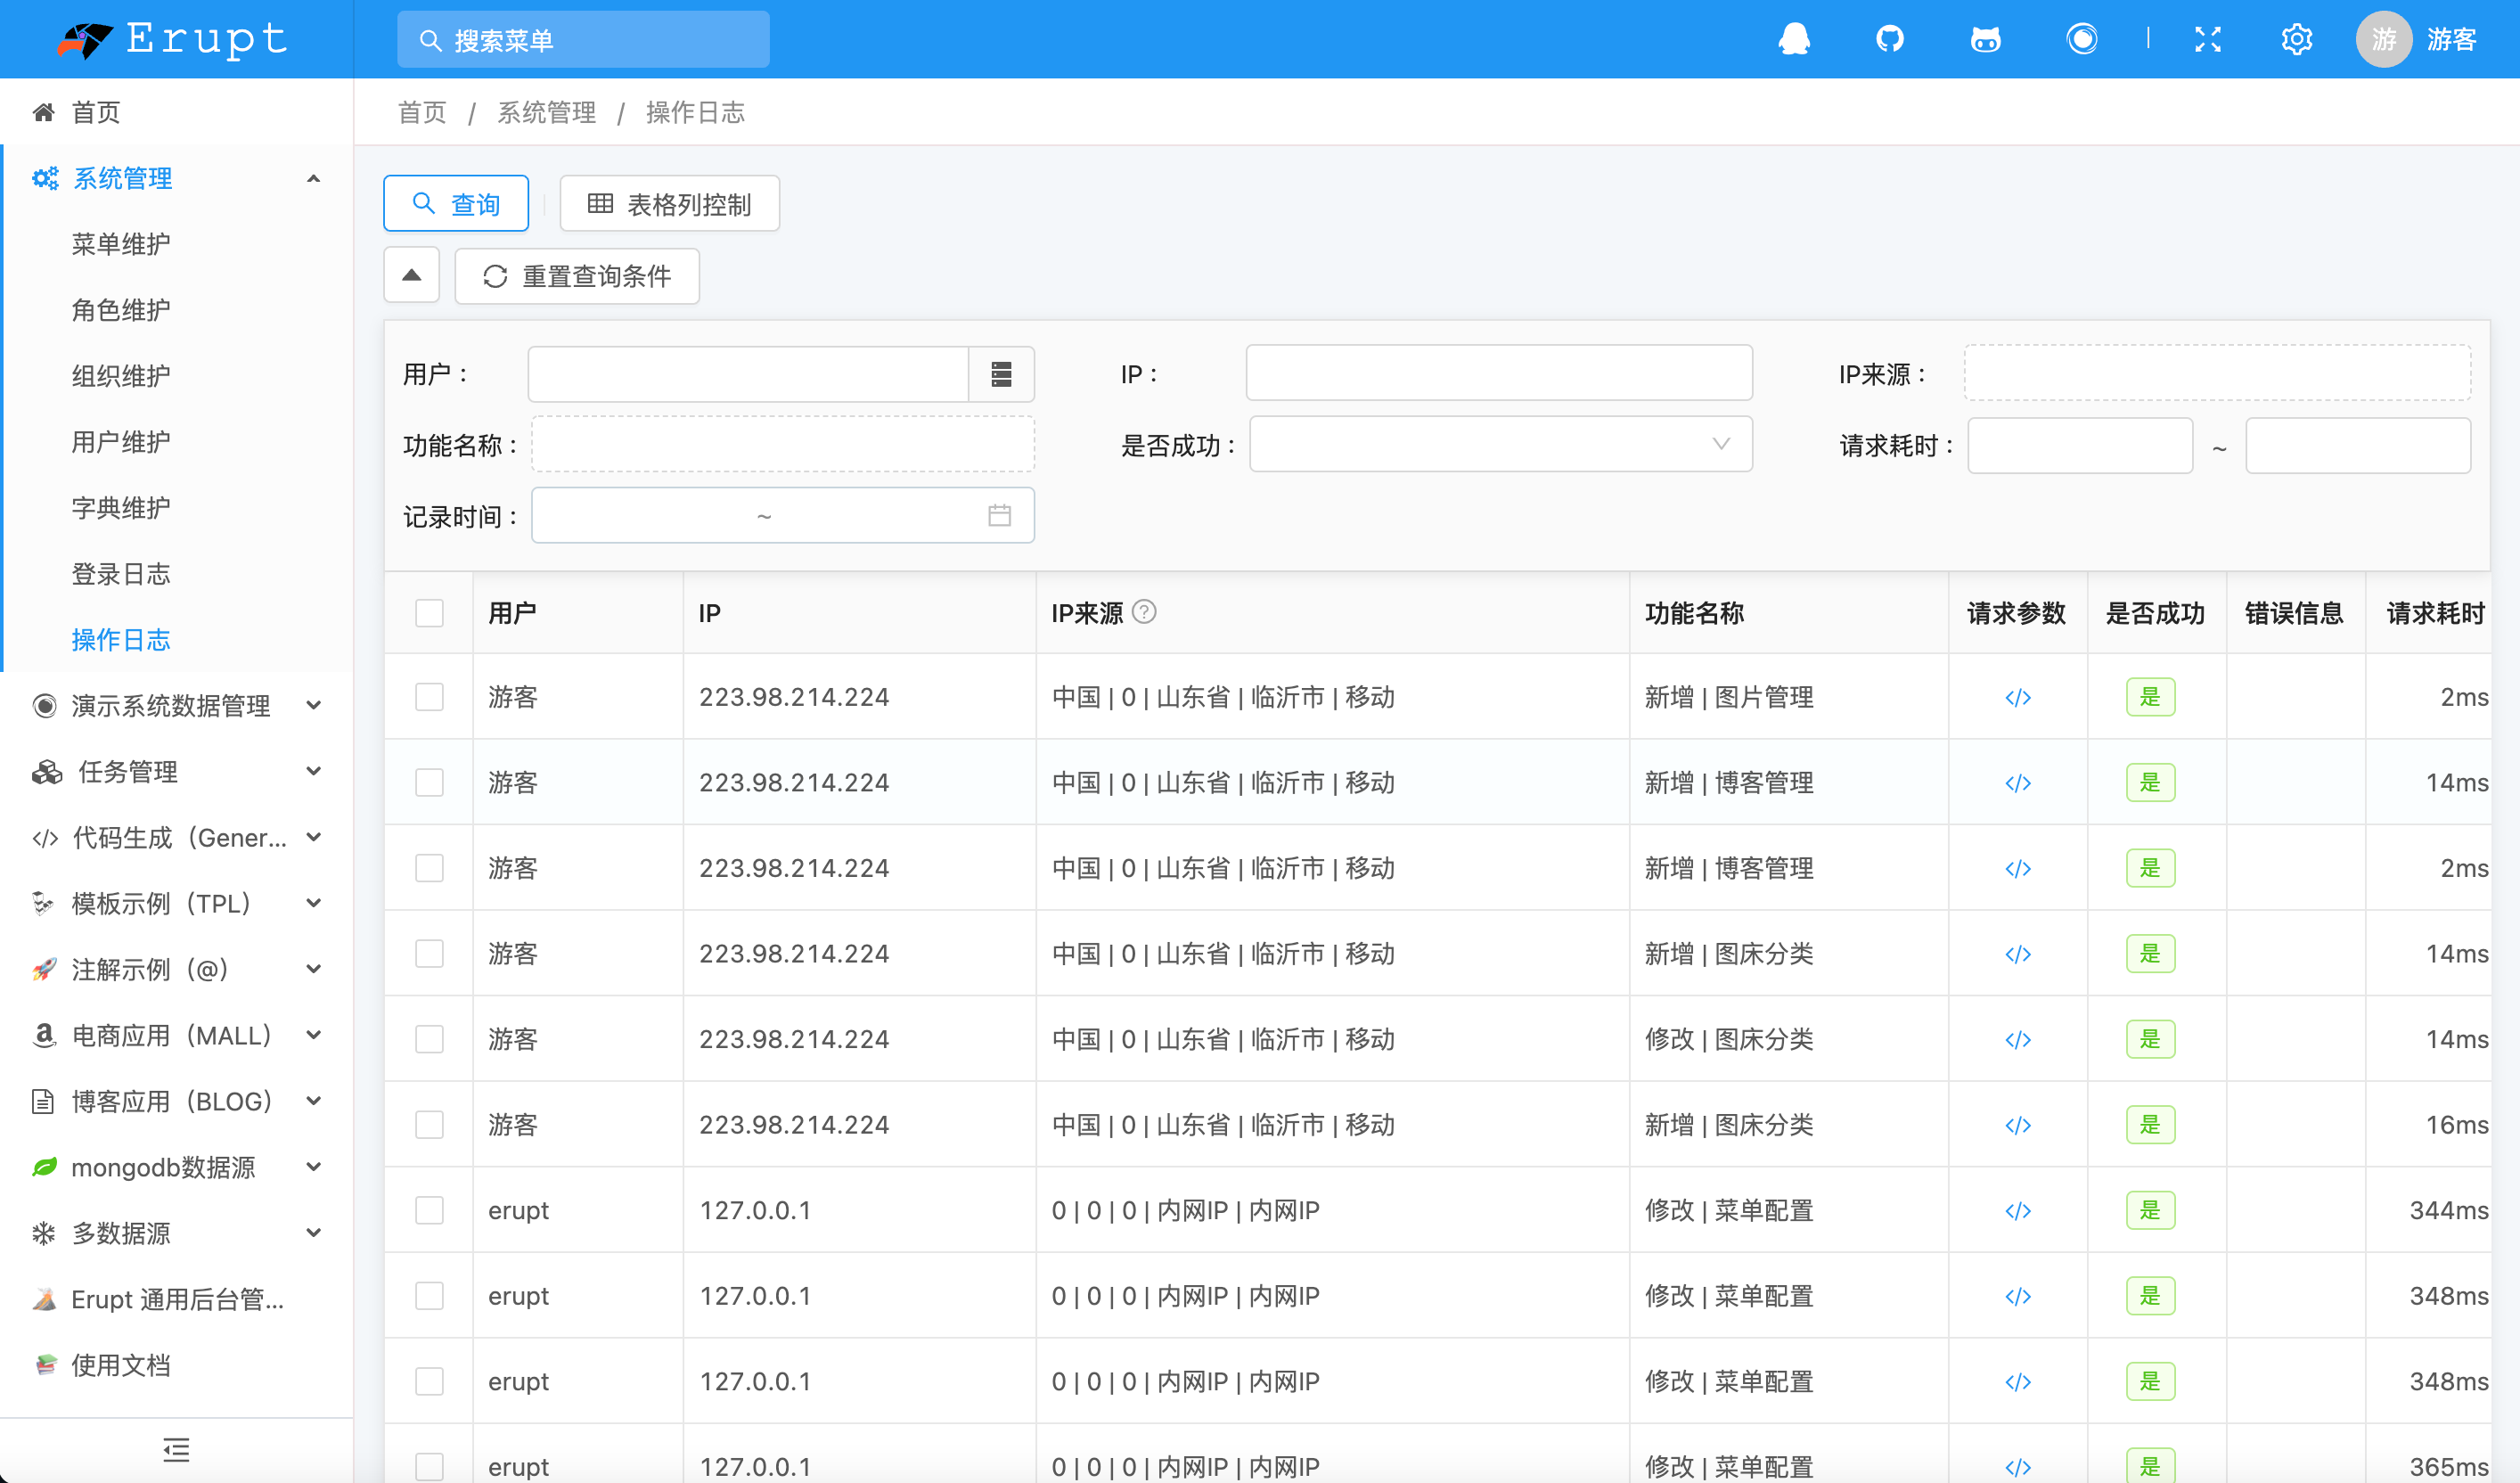 Erupt
搜索菜单
游
游客
首页
系统管理
菜单维护
角色维护
组织维护
用户维护
字典维护
登录日志
操作日志
演示系统数据管理
任务管理
代码生成（Gener...
模板示例（TPL）
注解示例（@）
电商应用（MALL）
博客应用（BLOG）
mongodb数据源
多数据源
Erupt 通用后台管...
使用文档
首页 / 系统管理 / 操作日志
查询 表格列控制
重置查询条件
用户： IP： IP来源：
功能名称： 是否成功： 请求耗时： ~
记录时间： ~
用户 IP IP来源 功能名称 请求参数 是否成功 错误信息 请求耗时
游客 223.98.214.224 中国 | 0 | 山东省 | 临沂市 | 移动 新增 | 图片管理 </> 是 2ms
游客 223.98.214.224 中国 | 0 | 山东省 | 临沂市 | 移动 新增 | 博客管理 </> 是 14ms
游客 223.98.214.224 中国 | 0 | 山东省 | 临沂市 | 移动 新增 | 博客管理 </> 是 2ms
游客 223.98.214.224 中国 | 0 | 山东省 | 临沂市 | 移动 新增 | 图床分类 </> 是 14ms
游客 223.98.214.224 中国 | 0 | 山东省 | 临沂市 | 移动 修改 | 图床分类 </> 是 14ms
游客 223.98.214.224 中国 | 0 | 山东省 | 临沂市 | 移动 新增 | 图床分类 </> 是 16ms
erupt 127.0.0.1 0 | 0 | 0 | 内网IP | 内网IP 修改 | 菜单配置 </> 是 344ms
erupt 127.0.0.1 0 | 0 | 0 | 内网IP | 内网IP 修改 | 菜单配置 </> 是 348ms
erupt 127.0.0.1 0 | 0 | 0 | 内网IP | 内网IP 修改 | 菜单配置 </> 是 348ms
erupt 127.0.0.1 0 | 0 | 0 | 内网IP | 内网IP 修改 | 菜单配置 </> 是 365ms